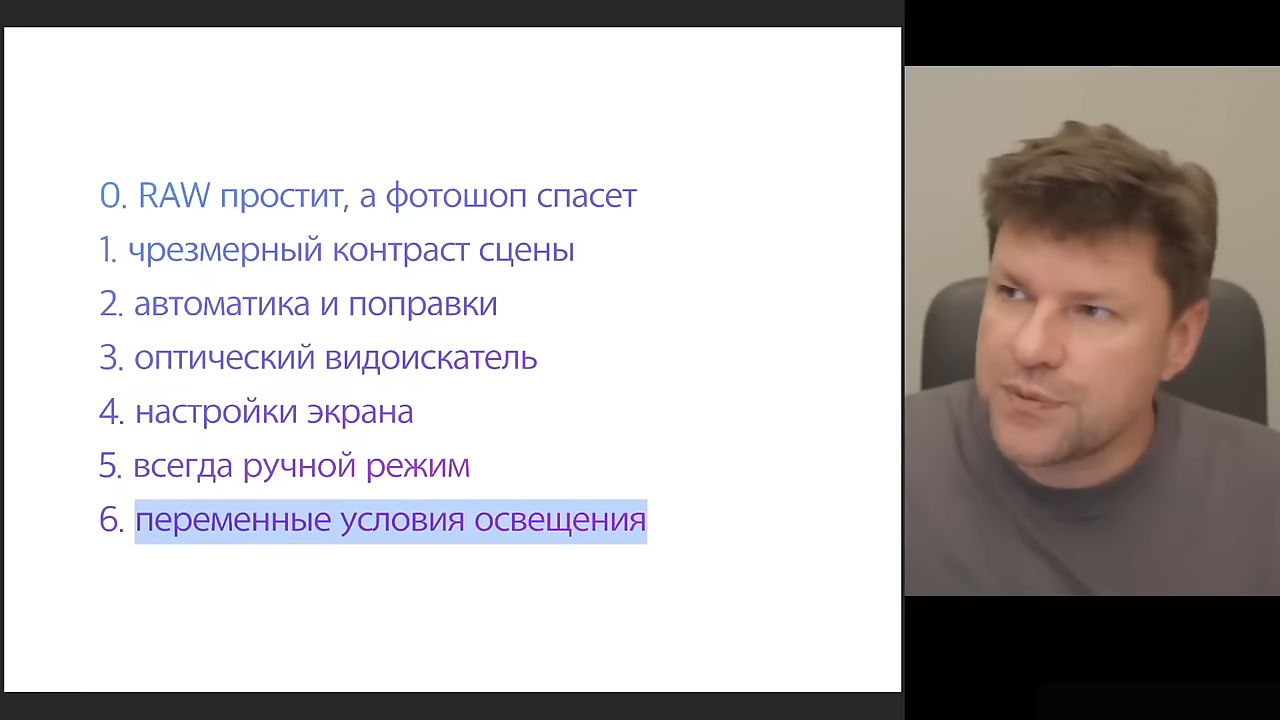 0. RAW простит, а фотошоп спасет
1. чрезмерный контраст сцены
2. автоматика и поправки
3. оптический видоискатель
4. настройки экрана
5. всегда ручной режим
6. переменные условия освещения